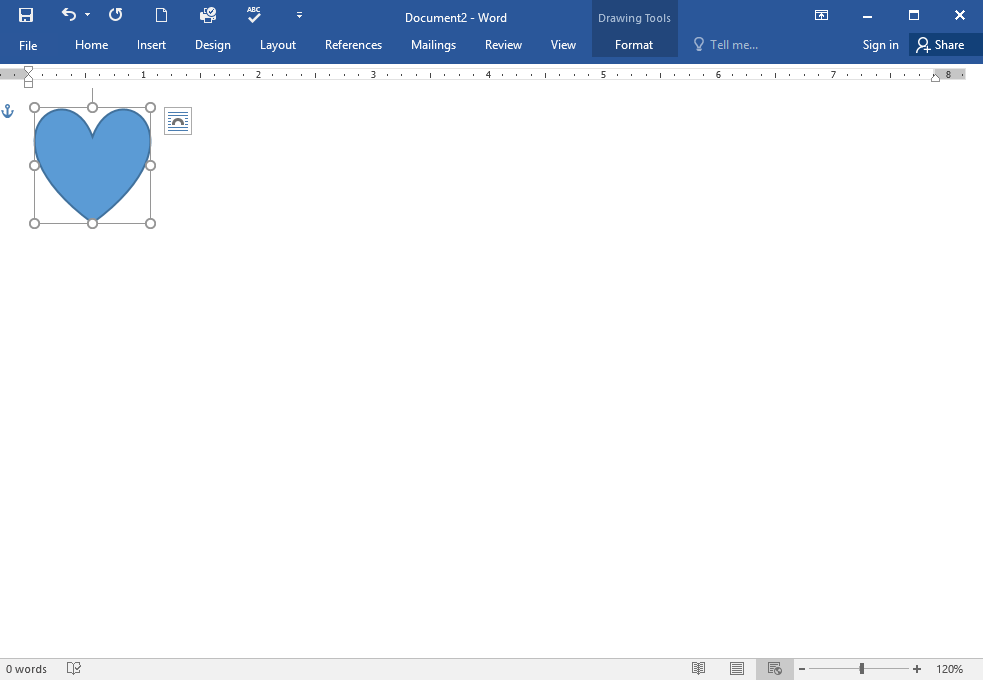 ABC
Document2 - Word
Drawing Tools
File Home Insert Design Layout References Mailings Review View Format Tell me... Sign in Share
1 2 3 4 5 6 7 8
0 words
120%